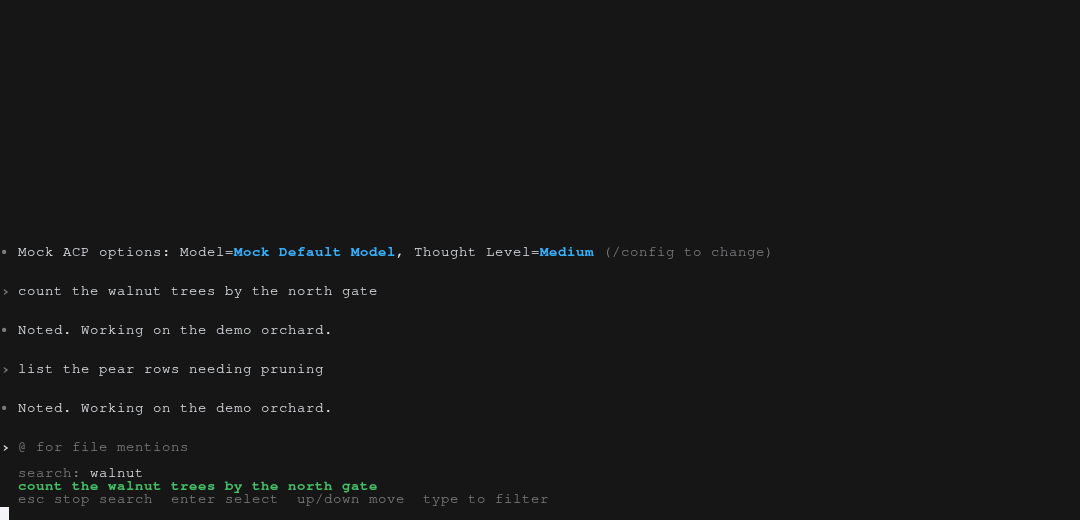 • Mock ACP options: Model=Mock Default Model, Thought Level=Medium (/config to change)
› count the walnut trees by the north gate
• Noted. Working on the demo orchard.
› list the pear rows needing pruning
• Noted. Working on the demo orchard.
› @ for file mentions
search: walnut
count the walnut trees by the north gate
esc stop search  enter select  up/down move  type to filter